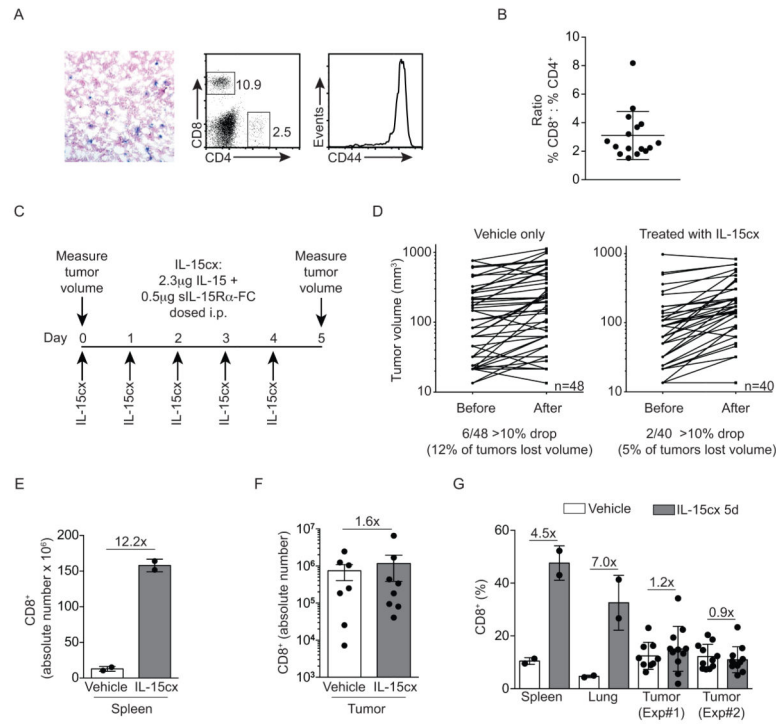 A
CD8
10.9
2.5
CD4
Events
CD44
B
Ratio
% CD8⁺ : % CD4⁺
10
8
6
4
2
0
C
Measure
tumor
volume
IL-15cx:
2.3µg IL-15 +
0.5µg sIL-15Rα-FC
dosed i.p.
Measure
tumor
volume
Day 0 1 2 3 4 5
IL-15cx IL-15cx IL-15cx IL-15cx IL-15cx
D
Vehicle only
Tumor volume (mm³)
1000
100
10
n=48
Before After
6/48 >10% drop
(12% of tumors lost volume)
Treated with IL-15cx
1000
100
10
n=40
Before After
2/40 >10% drop
(5% of tumors lost volume)
E
CD8⁺
(absolute number x 10⁶)
200
150
100
50
0
12.2x
Vehicle IL-15cx
Spleen
F
CD8⁺ (absolute number)
10⁷
10⁶
10⁵
10⁴
10³
1.6x
Vehicle IL-15cx
Tumor
G
Vehicle IL-15cx 5d
CD8⁺ (%)
60
40
20
0
4.5x
7.0x
1.2x
0.9x
Spleen Lung Tumor Tumor
(Exp#1) (Exp#2)